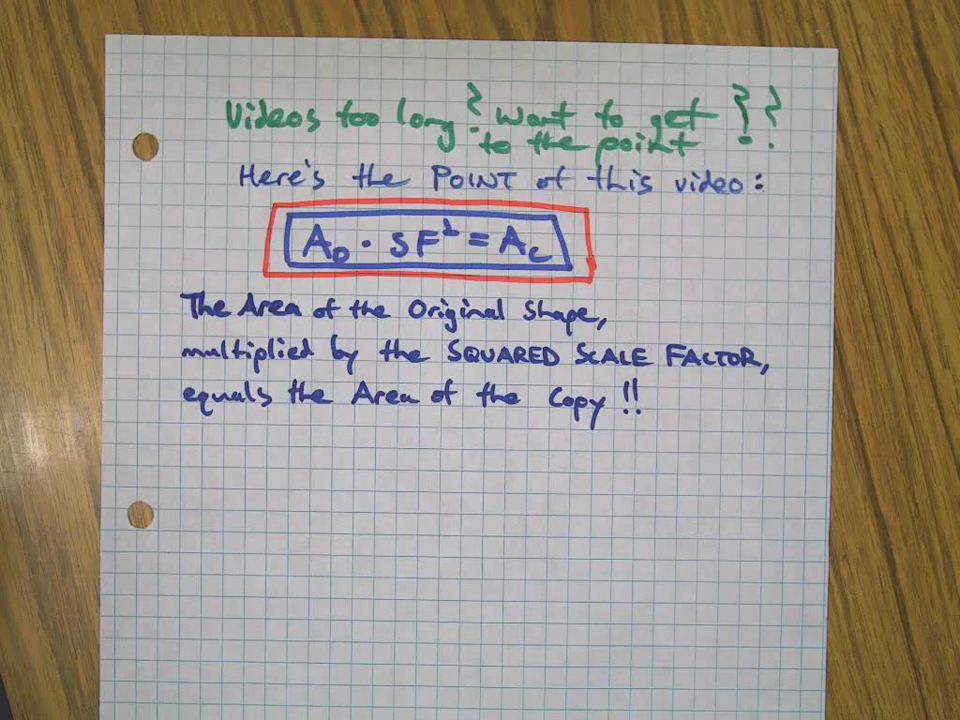 Videos too long? Want to get
to the point ??
Here's the POINT of this video:
A₀ · SF² = A꜀
The Area of the Original Shape,
multiplied by the SQUARED SCALE FACTOR,
equals the Area of the Copy!!